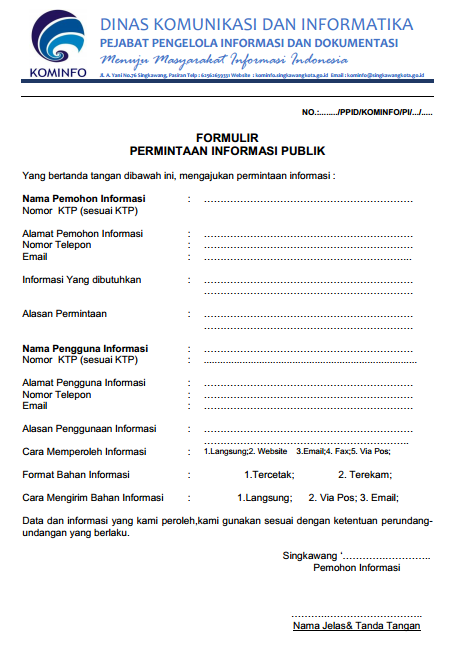 KOMINFO
DINAS KOMUNIKASI DAN INFORMATIKA
PEJABAT PENGELOLA INFORMASI DAN DOKUMENTASI
Menuju Masyarakat Informasi Indonesia
JL. A. Yani No.76 Singkawang, Pasiran Telp : 62562639351 Website : kominfo.singkawangkota.go.id Email : kominfo@singkawangkota.go.id
NO.:......../PPID/KOMINFO/PI/.../.....
FORMULIR
PERMINTAAN INFORMASI PUBLIK
Yang bertanda tangan dibawah ini, mengajukan permintaan informasi :
Nama Pemohon Informasi : ……………………………………………
Nomor KTP (sesuai KTP)
Alamat Pemohon Informasi : ……………………………………………
Nomor Telepon : ……………………………………………
Email : ……………………………………………
Informasi Yang dibutuhkan : ……………………………………………
……………………………………………
Alasan Permintaan : ……………………………………………
……………………………………………
Nama Pengguna Informasi : ……………………………………………
Nomor KTP (sesuai KTP) : ...............................................................................
Alamat Pengguna Informasi : ……………………………………………
Nomor Telepon : ……………………………………………
Email : ……………………………………………
Alasan Penggunaan Informasi : ……………………………………………
……………………………………………
Cara Memperoleh Informasi : 1.Langsung;2. Website 3.Email;4. Fax;5. Via Pos;
Format Bahan Informasi : 1.Tercetak; 2. Terekam;
Cara Mengirim Bahan Informasi : 1.Langsung; 2. Via Pos; 3. Email;
Data dan informasi yang kami peroleh,kami gunakan sesuai dengan ketentuan perundang-
undangan yang berlaku.
Singkawang ‘…………..………..
Pemohon Informasi
……………………………..
Nama Jelas& Tanda Tangan